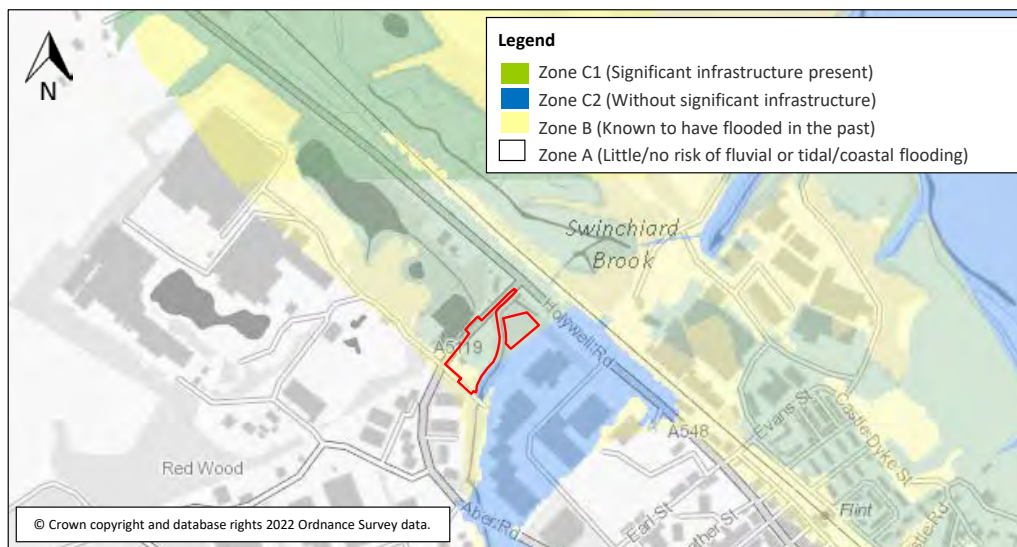 N
Legend
Zone C1 (Significant infrastructure present)
Zone C2 (Without significant infrastructure)
Zone B (Known to have flooded in the past)
Zone A (Little/no risk of fluvial or tidal/coastal flooding)
Swinchiard
Brook
Holywell Rd
A5119
A548
Evans St
Castle Dyke St
Red Wood
Aber Rd
Earl St
St
Flint
© Crown copyright and database rights 2022 Ordnance Survey data.